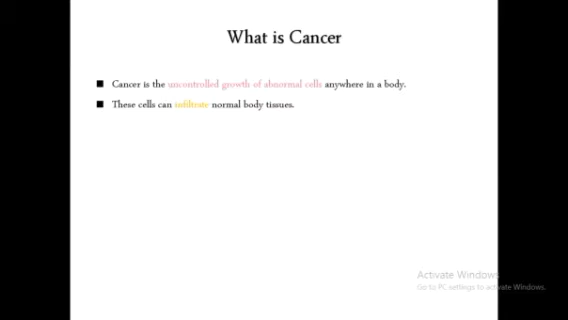 What is Cancer
Cancer is the uncontrolled growth of abnormal cells anywhere in a body.
These cells can infiltrate normal body tissues.
Activate Windows
Go to PC settings to activate Windows.